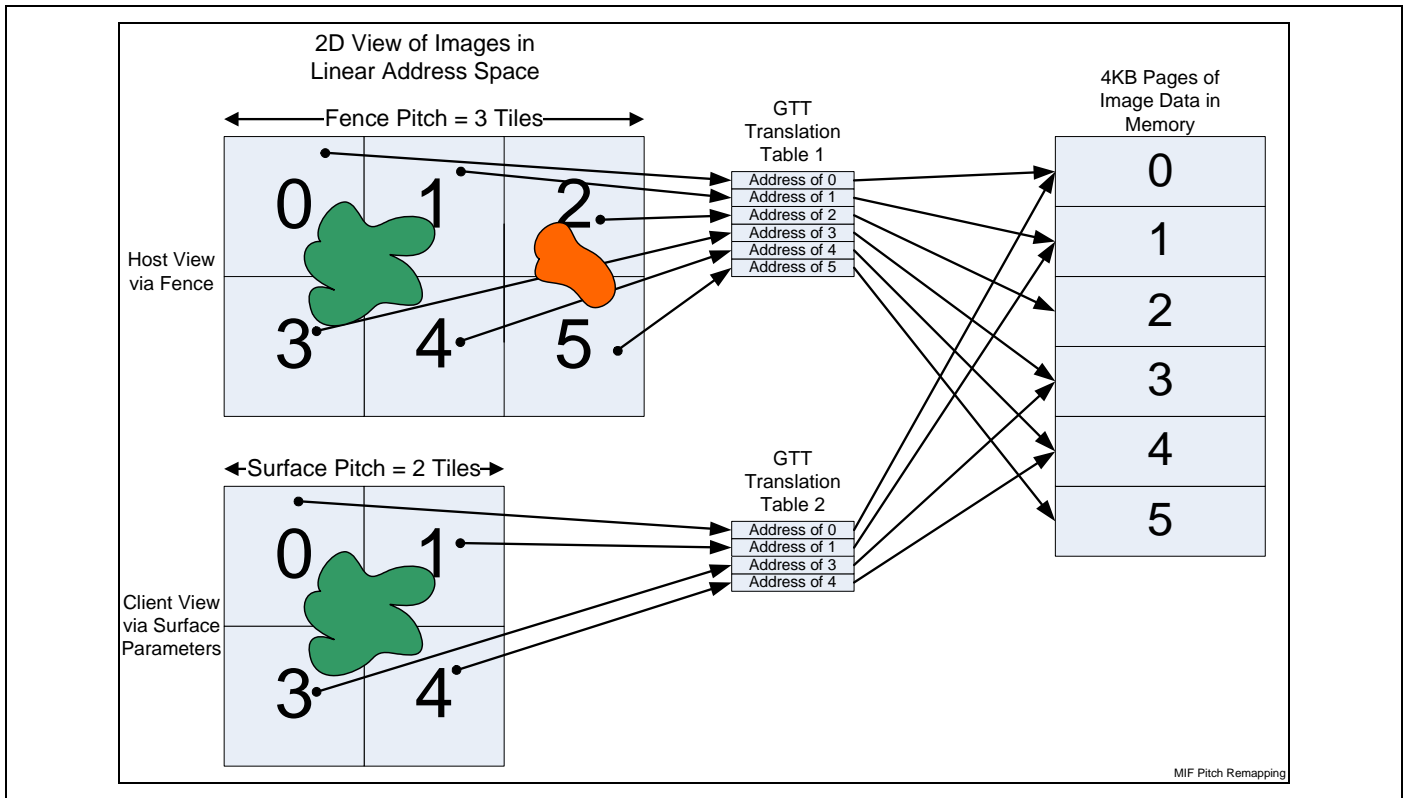 2D View of Images in
Linear Address Space
Fence Pitch = 3 Tiles
Host View
via Fence
0
1
2
3
4
5
GTT
Translation
Table 1
Address of 0
Address of 1
Address of 2
Address of 3
Address of 4
Address of 5
4KB Pages of
Image Data in
Memory
0
1
2
3
4
5
Surface Pitch = 2 Tiles
Client View
via Surface
Parameters
0
1
3
4
GTT
Translation
Table 2
Address of 0
Address of 1
Address of 3
Address of 4
MIF Pitch Remapping